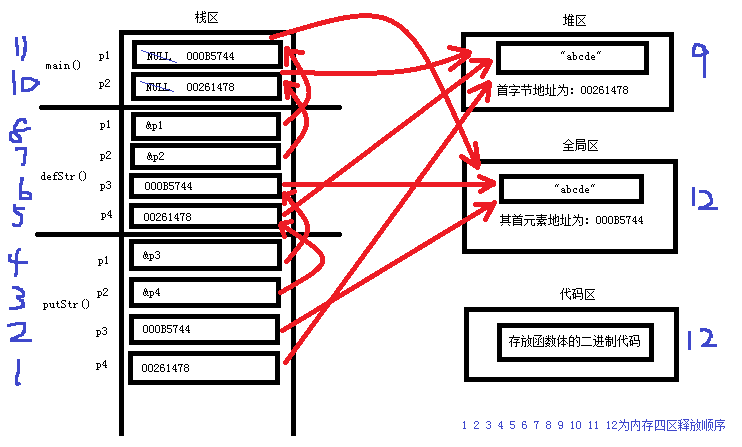 栈区
堆区
11
main()
p1
NULL 000B5744
"abcde"
9
10
p2
NULL 00261478
首字节地址为：00261478
8
p1
&p1
全局区
7
defStr()
p2
&p2
6
p3
000B5744
"abcde"
12
5
p4
00261478
其首元素地址为：000B5744
4
p1
&p3
3
putStr()
p2
&p4
代码区
2
p3
000B5744
存放函数体的二进制代码
12
1
p4
00261478
1 2 3 4 5 6 7 8 9 10 11 12为内存四区释放顺序